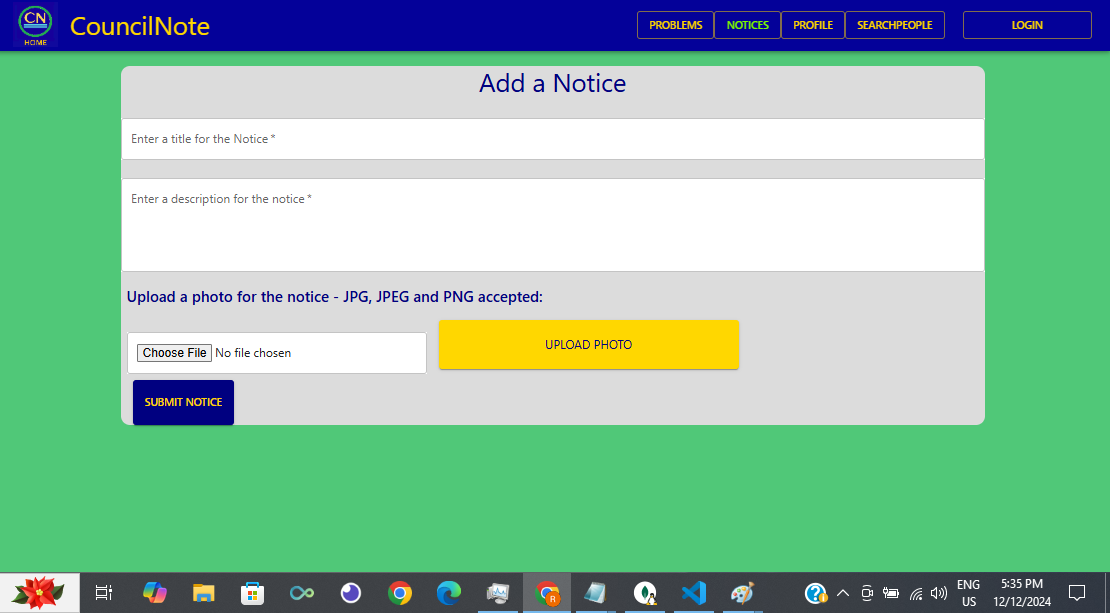 CN
HOME
CouncilNote
PROBLEMS NOTICES PROFILE SEARCHPEOPLE LOGIN
Add a Notice
Enter a title for the Notice *
Enter a description for the notice *
Upload a photo for the notice - JPG, JPEG and PNG accepted:
Choose File No file chosen
UPLOAD PHOTO
SUBMIT NOTICE
R
ENG
US
5:35 PM
12/12/2024